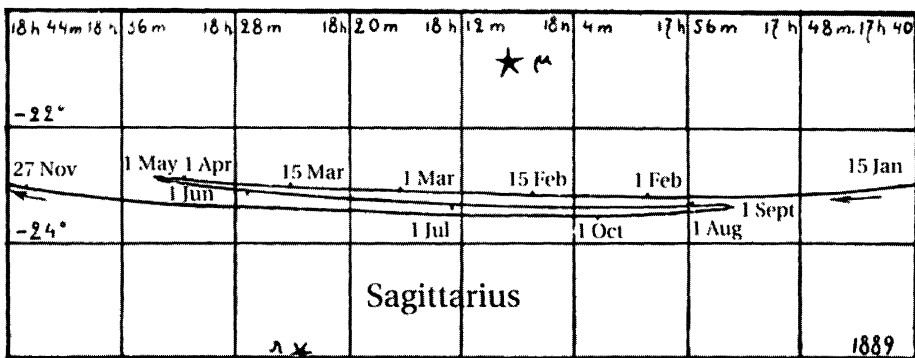 18h 44m 18h 36m 18h 28m 18h 20m 18h 12m 18h 4m 17h 56m 17h 48m. 17h 40
μ
-22°
27 Nov 1 May 1 Apr 15 Mar 1 Mar 15 Feb 1 Feb 15 Jan
1 Jun 1 Sept
-24° 1 Jul 1 Oct 1 Aug
Sagittarius
λ 1889